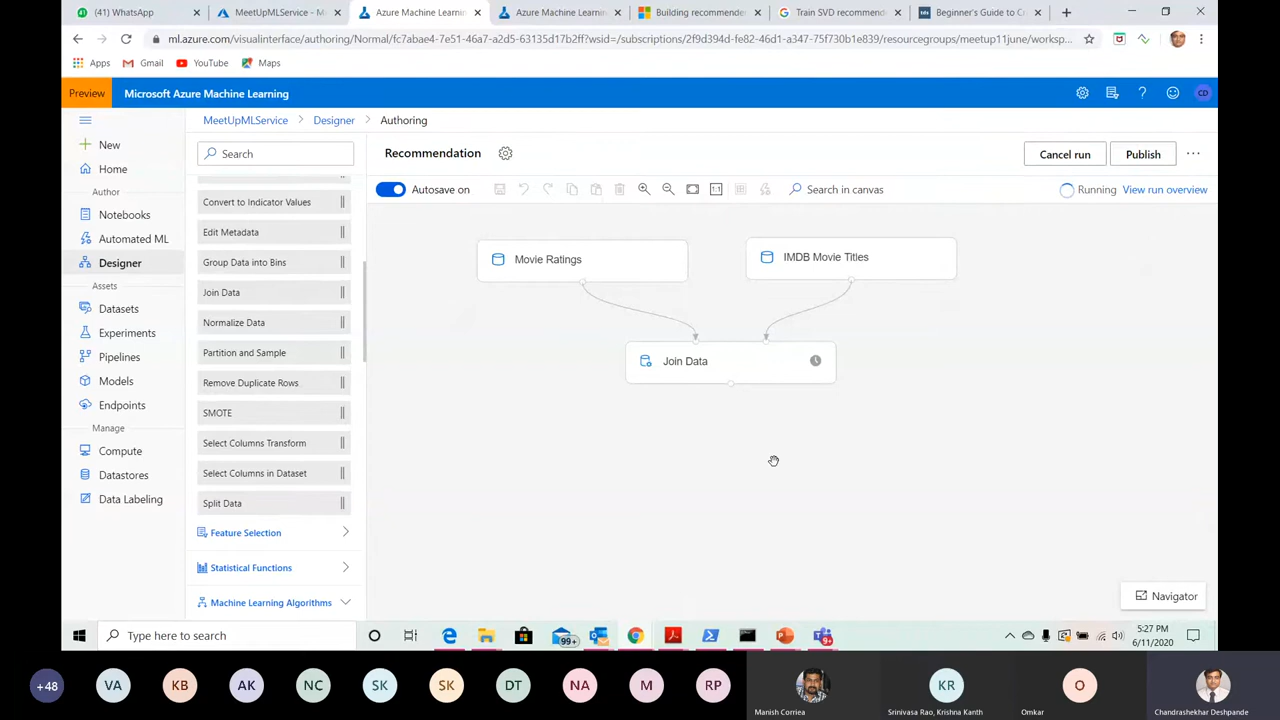 (41) WhatsApp
MeetUpMLService - M
Azure Machine Learnin
Azure Machine Learnin
Building recommende
Train SVD recommend
Beginner's Guide to C
ml.azure.com/visualinterface/authoring/Normal/fc7abae4-7e51-46a7-a2d5-63135d17b2ff?wsid=/subscriptions/2f9d394d-fe82-46d1-a347-75f730b1e839/resourcegroups/meetup11june/worksp...
Apps
Gmail
YouTube
Maps
Preview
Microsoft Azure Machine Learning
CD
MeetUpMLService > Designer > Authoring
New
Home
Author
Notebooks
Automated ML
Designer
Assets
Datasets
Experiments
Pipelines
Models
Endpoints
Manage
Compute
Datastores
Data Labeling
Search
Convert to Indicator Values
Edit Metadata
Group Data into Bins
Join Data
Normalize Data
Partition and Sample
Remove Duplicate Rows
SMOTE
Select Columns Transform
Select Columns in Dataset
Split Data
Feature Selection
Statistical Functions
Machine Learning Algorithms
Recommendation
Cancel run
Publish
...
Autosave on
1:1
Search in canvas
Running
View run overview
Movie Ratings
IMDB Movie Titles
Join Data
Navigator
Type here to search
99+
9+
5:27 PM
6/11/2020
+48
VA
KB
AK
NC
SK
SK
DT
NA
M
RP
KR
O
Manish Corriea
Srinivasa Rao, Krishna Kanth
Omkar
Chandrashekhar Deshpande